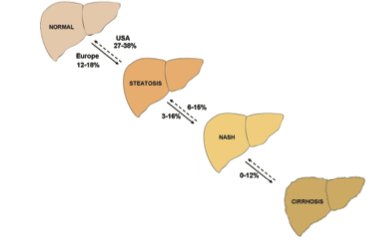 NORMAL
USA
27-38%
Europe
12-18%
STEATOSIS
6-15%
3-16%
NASH
0-12%
CIRRHOSIS